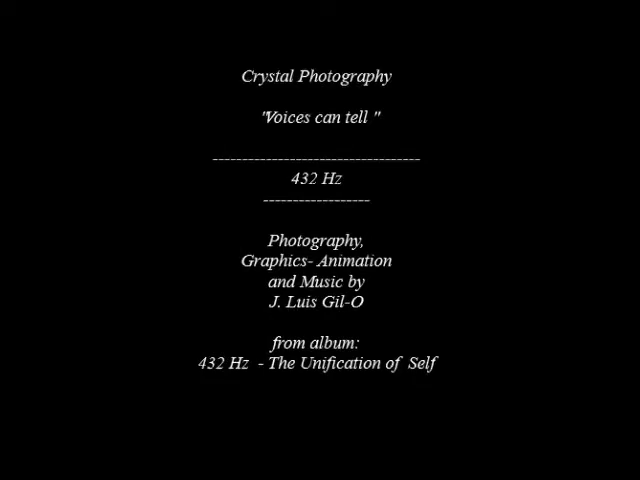 Crystal Photography
"Voices can tell "
-----------------------------------
432 Hz
------------------
Photography,
Graphics- Animation
and Music by
J. Luis Gil-O
from album:
432 Hz  - The Unification of  Self